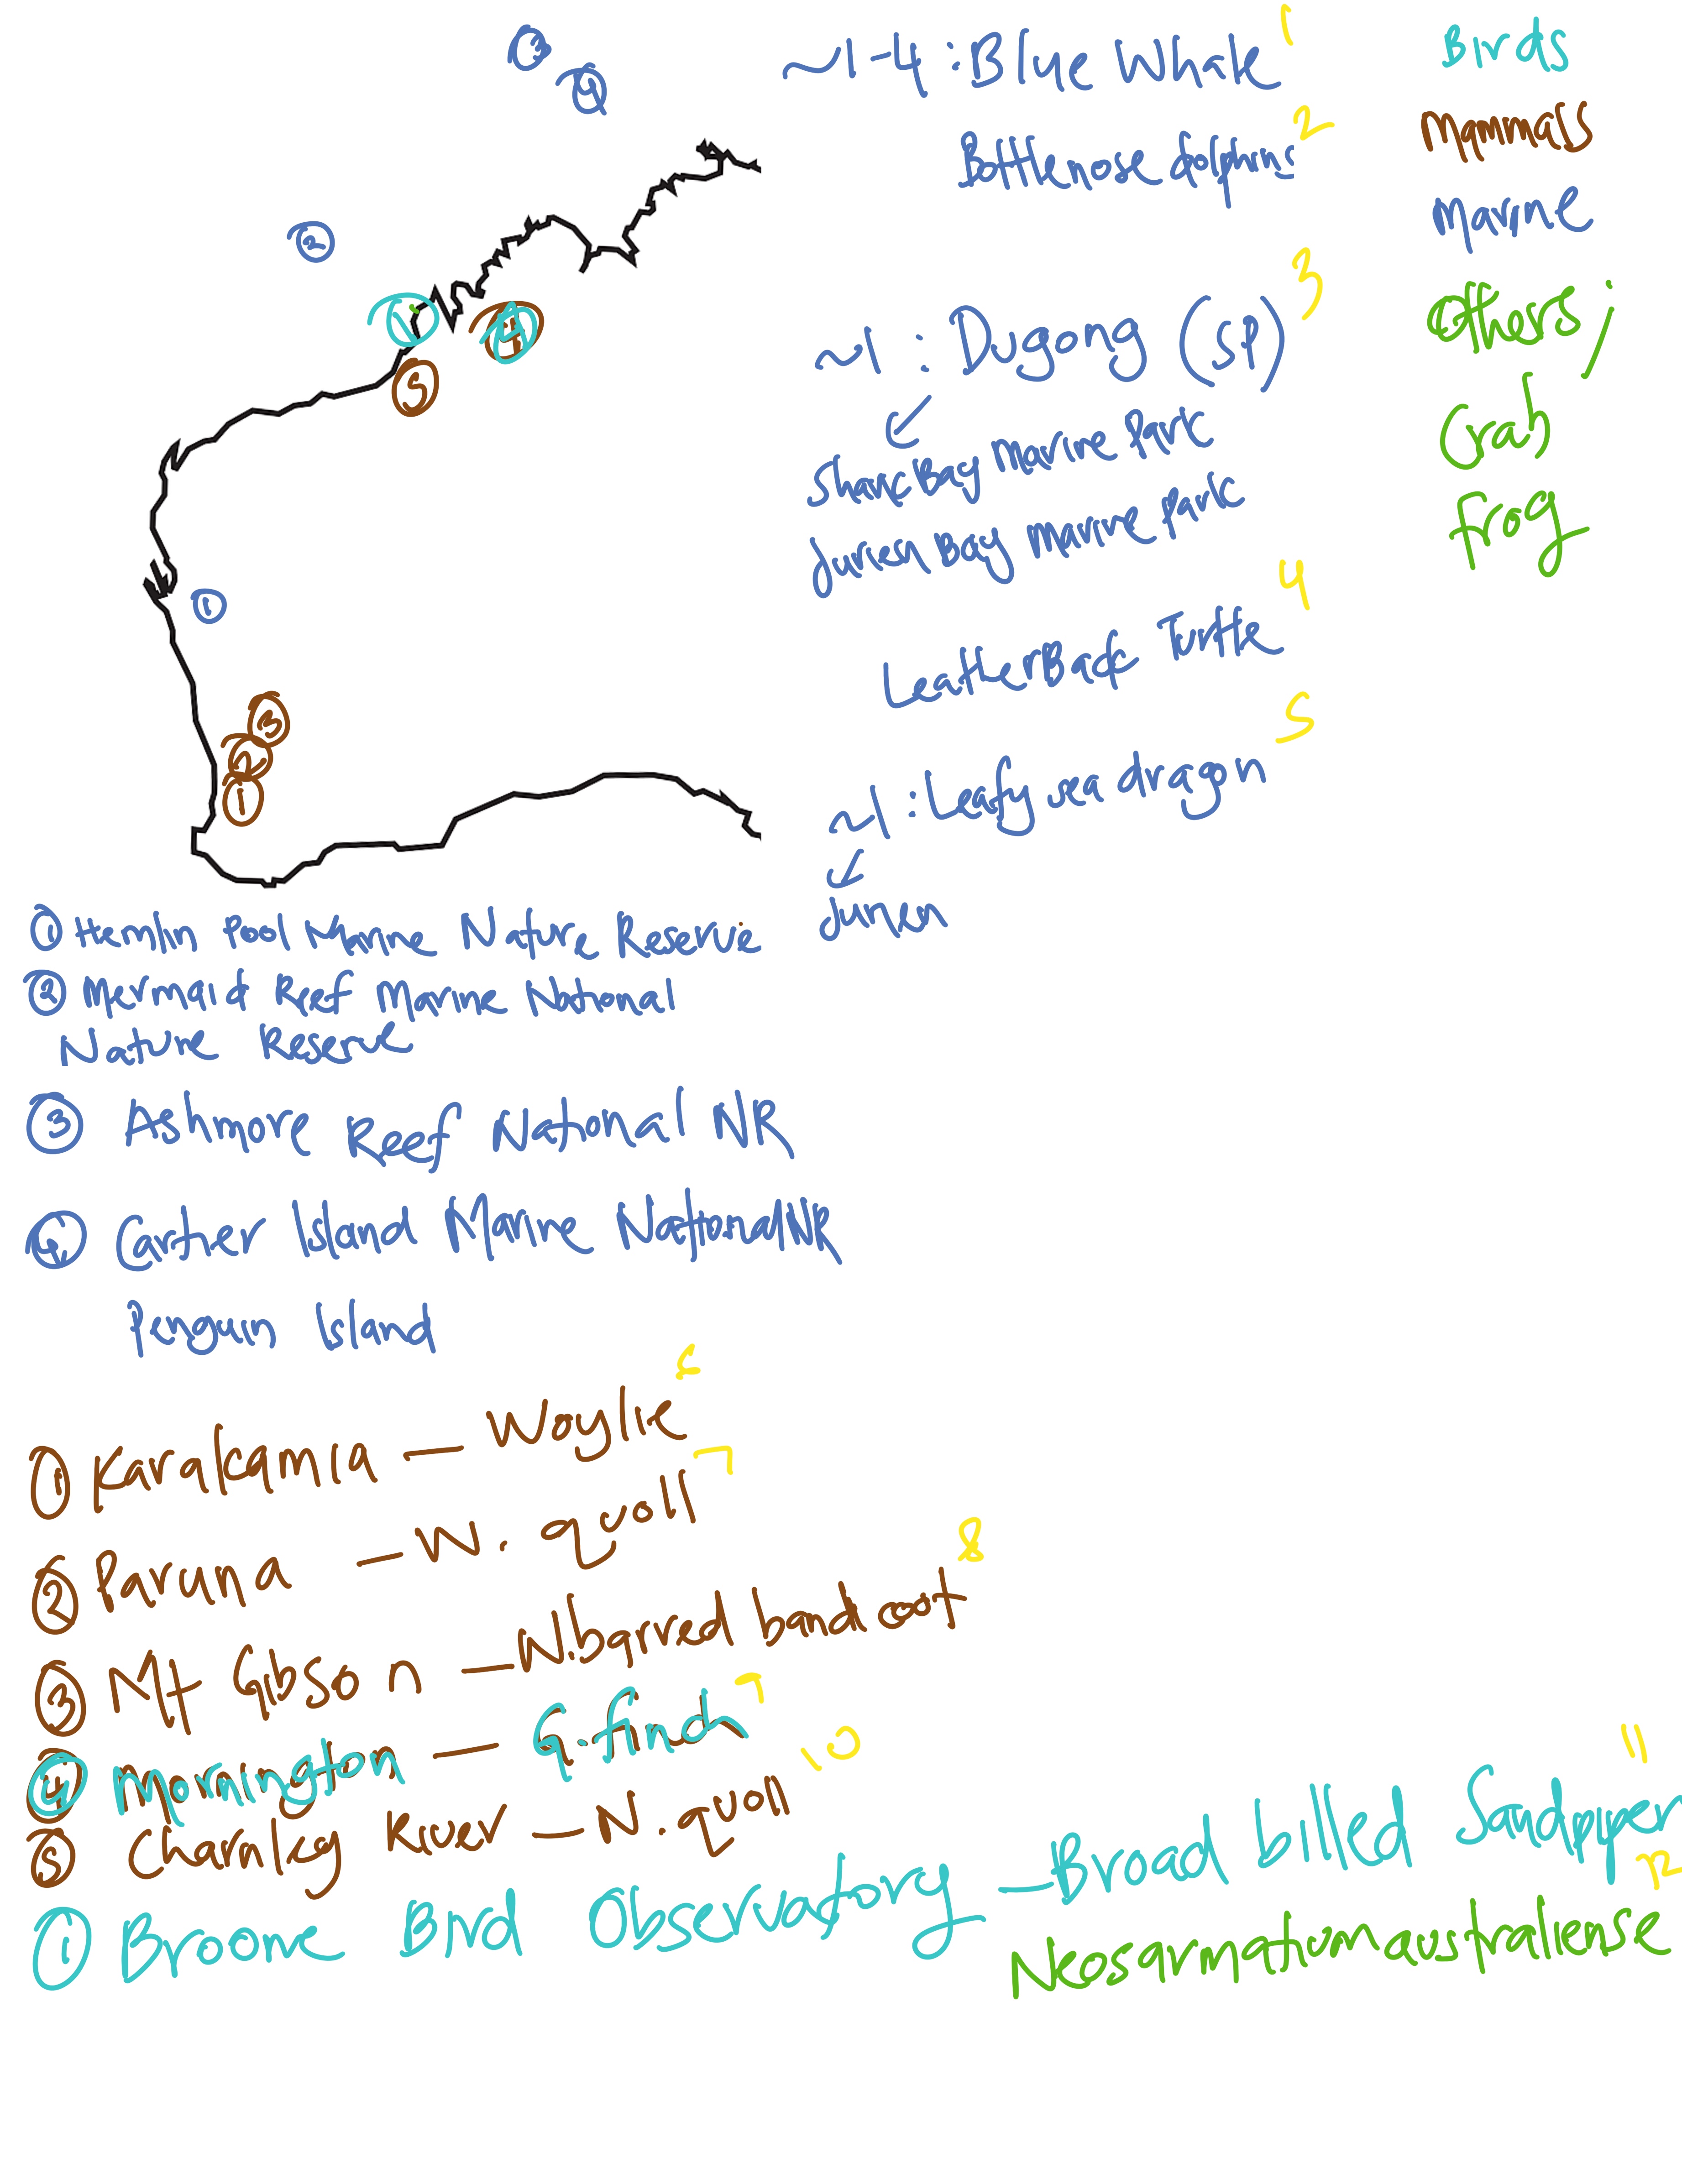 3
4
2
1
4
5
1
3
2
1
~1-4 : Blue Whale 1
Bottlenose dolphins 2
~1 : Dugong (SP) 3
Shark Bay Marine Park
Jurien Bay Marine Park
LeatherBack Turtle 4
~1 : Leafy sea dragon 5
Jurien
Birds
Mammals
Marine
Others;
Crab
frog
① Hemlin Pool Marine Nature Reserve
② Mermaid Reef Marine National
Nature Reserve
③ Ashmore Reef National NR
④ Cartier Island Marine National NR
Penguin Island
① Karakamia — Woylie 6
② Paruna — N. quoll 7
③ Mt Gibson — W.barred bandicoot 8
④ Mornington — G.finch 9
⑤ Charnley River — N. quoll 10
① Broome Bird Observatory — Broad billed Sandpiper 11
Neosarmatium australiense 12